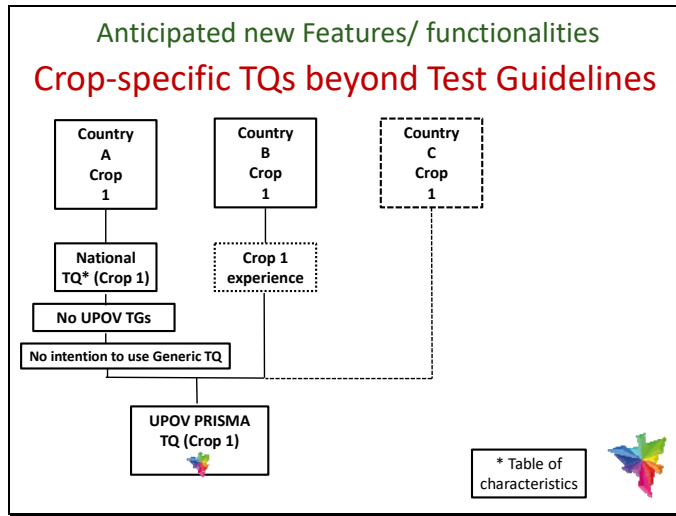 Anticipated new Features/ functionalities
Crop-specific TQs beyond Test Guidelines
Country
A
Crop
1
Country
B
Crop
1
Country
C
Crop
1
National
TQ* (Crop 1)
Crop 1
experience
No UPOV TGs
No intention to use Generic TQ
UPOV PRISMA
TQ (Crop 1)
* Table of
characteristics